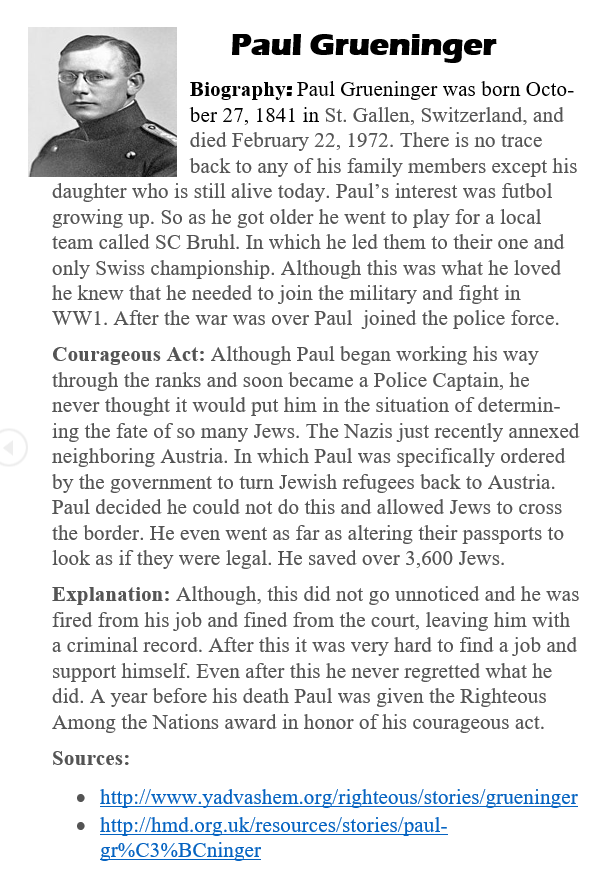 Paul Grueninger
Biography: Paul Grueninger was born Octo-
ber 27, 1841 in St. Gallen, Switzerland, and
died February 22, 1972. There is no trace
back to any of his family members except his
daughter who is still alive today. Paul’s interest was futbol
growing up. So as he got older he went to play for a local
team called SC Bruhl. In which he led them to their one and
only Swiss championship. Although this was what he loved
he knew that he needed to join the military and fight in
WW1. After the war was over Paul  joined the police force.
Courageous Act: Although Paul began working his way
through the ranks and soon became a Police Captain, he
never thought it would put him in the situation of determin-
ing the fate of so many Jews. The Nazis just recently annexed
neighboring Austria. In which Paul was specifically ordered
by the government to turn Jewish refugees back to Austria.
Paul decided he could not do this and allowed Jews to cross
the border. He even went as far as altering their passports to
look as if they were legal. He saved over 3,600 Jews.
Explanation: Although, this did not go unnoticed and he was
fired from his job and fined from the court, leaving him with
a criminal record. After this it was very hard to find a job and
support himself. Even after this he never regretted what he
did. A year before his death Paul was given the Righteous
Among the Nations award in honor of his courageous act.
Sources:
• http://www.yadvashem.org/righteous/stories/grueninger
• http://hmd.org.uk/resources/stories/paul-
gr%C3%BCninger